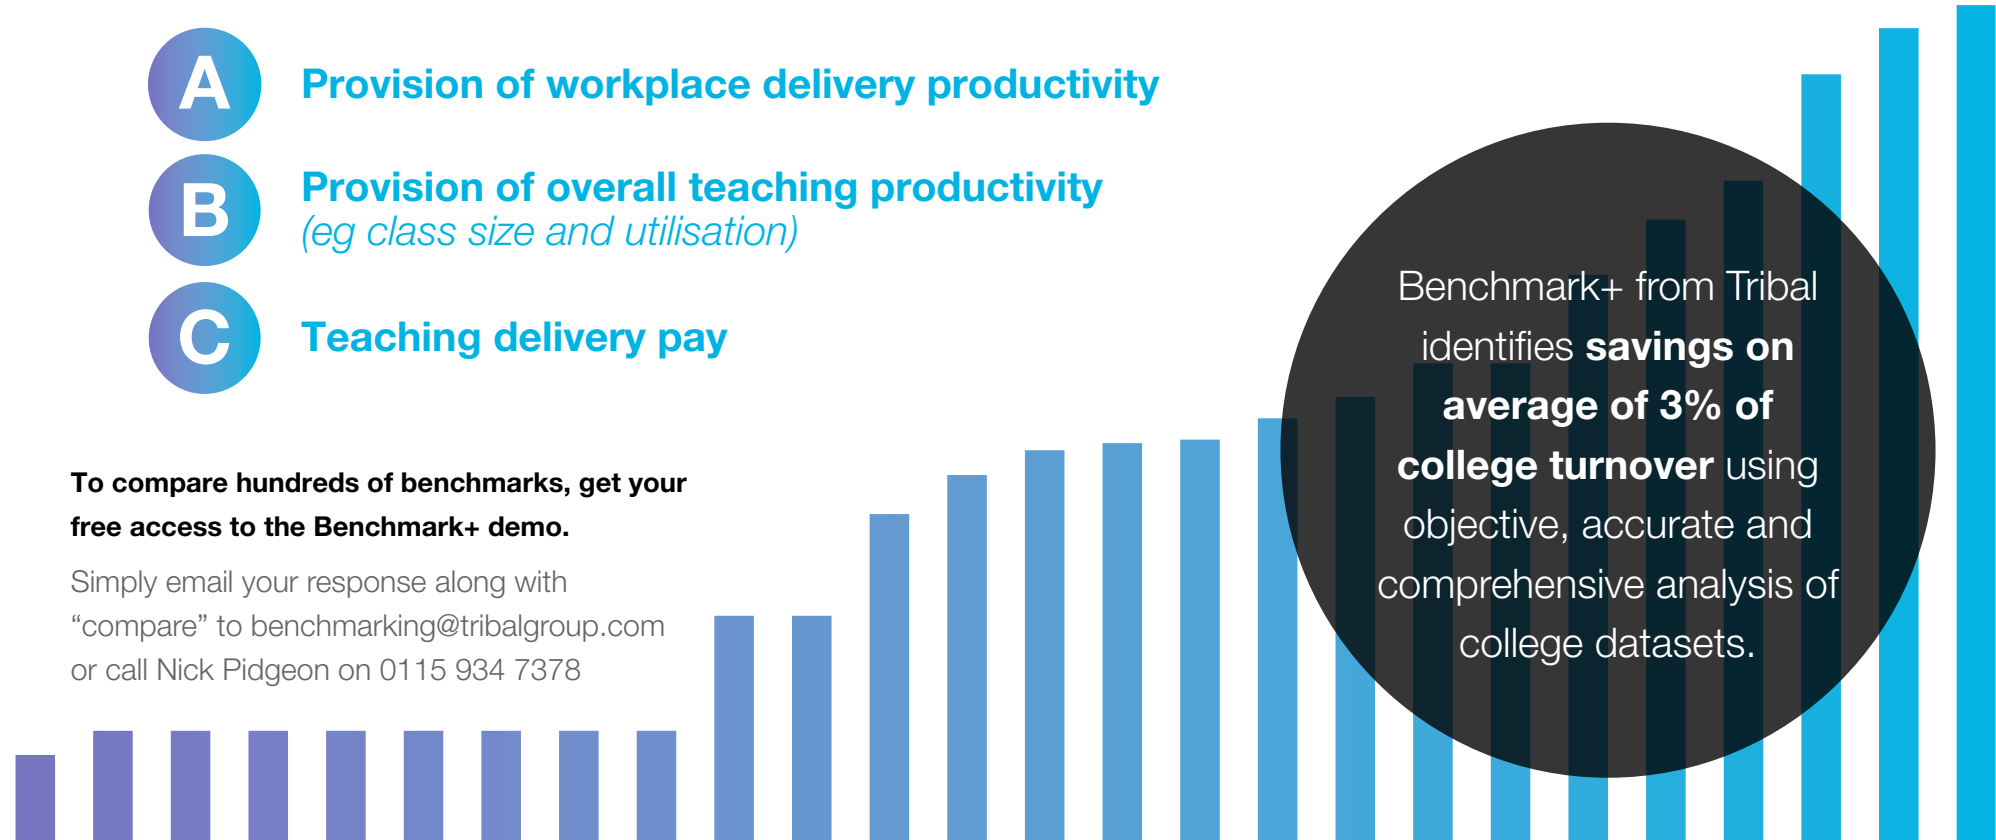 A
Provision of workplace delivery productivity
B
Provision of overall teaching productivity
(eg class size and utilisation)
C
Teaching delivery pay
To compare hundreds of benchmarks, get your
free access to the Benchmark+ demo.
Simply email your response along with
“compare” to benchmarking@tribalgroup.com
or call Nick Pidgeon on 0115 934 7378
Benchmark+ from Tribal
identifies savings on
average of 3% of
college turnover using
objective, accurate and
comprehensive analysis of
college datasets.